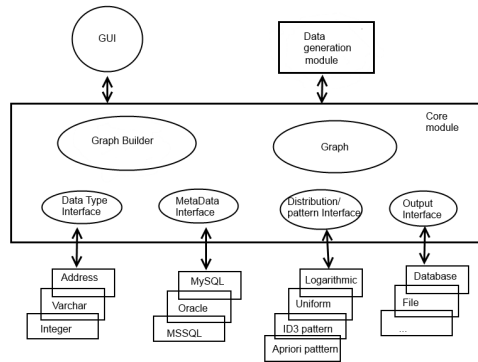 GUI
Data
generation
module
Core
module
Graph Builder
Graph
Data Type
Interface
MetaData
Interface
Distribution/
pattern Interface
Output
Interface
Address
Varchar
Integer
MySQL
Oracle
MSSQL
Logarithmic
Uniform
ID3 pattern
Apriori patttern
Database
File
...